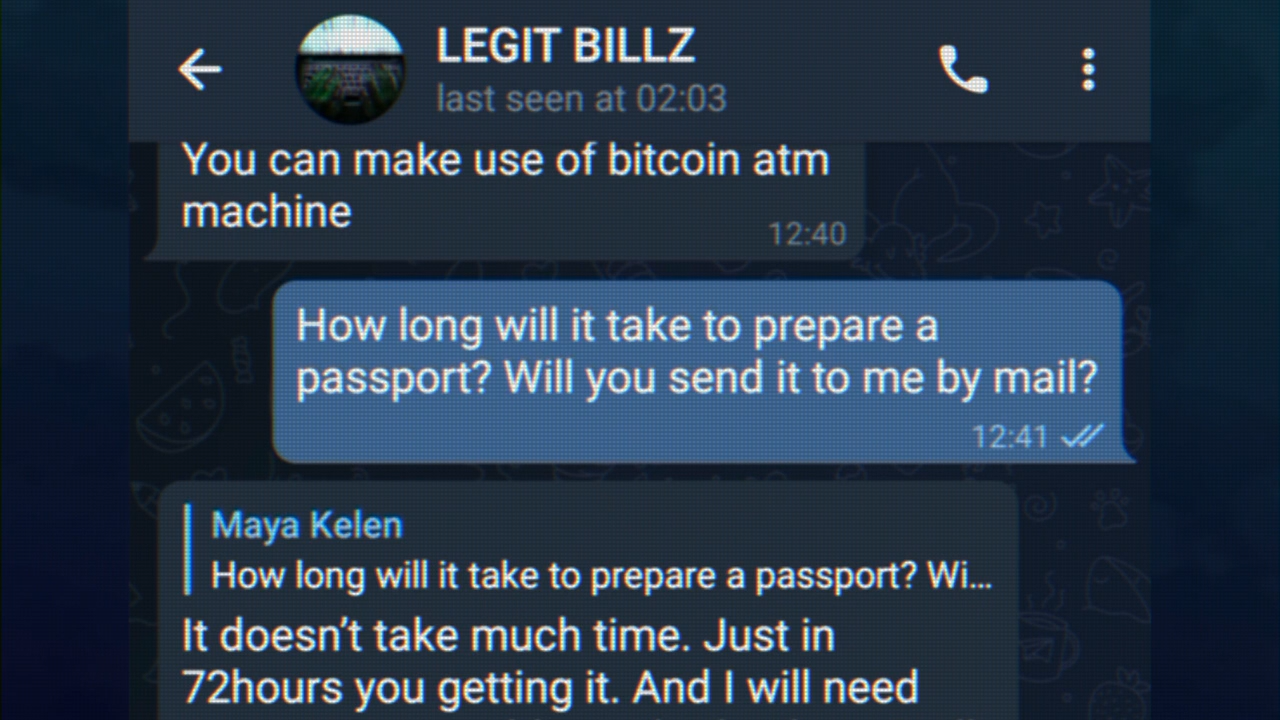 LEGIT BILLZ
last seen at 02:03
You can make use of bitcoin atm
machine
12:40
How long will it take to prepare a
passport? Will you send it to me by mail?
12:41
Maya Kelen
How long will it take to prepare a passport? Wi...
It doesn't take much time. Just in
72hours you getting it. And I will need